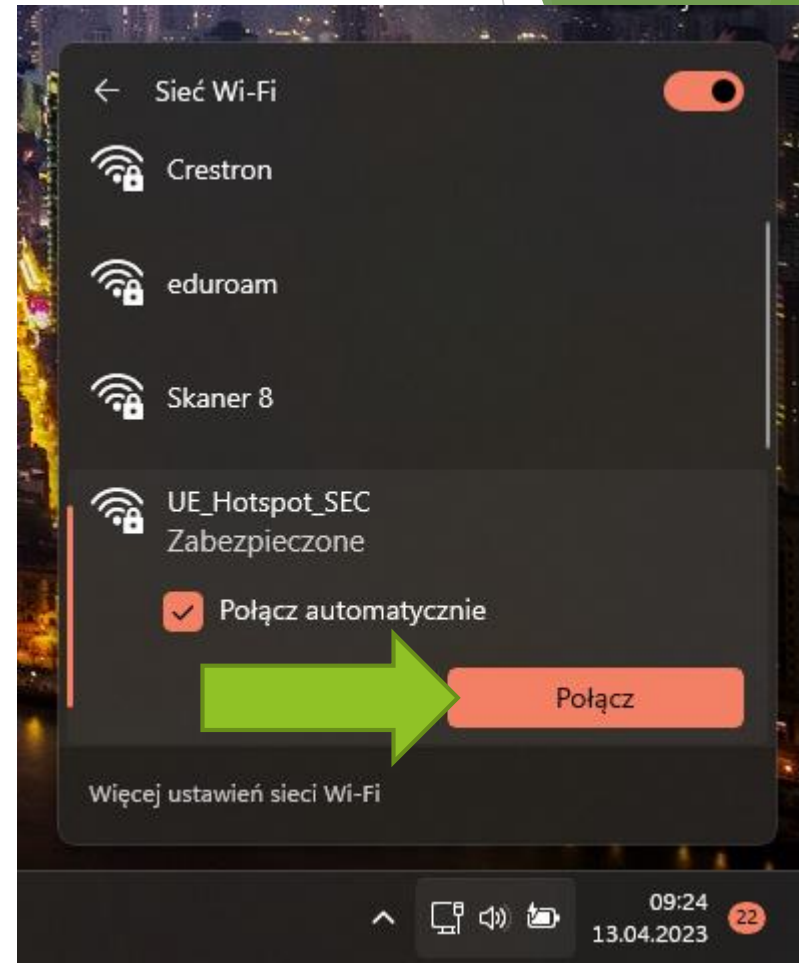 Sieć Wi-Fi
Crestron
eduroam
Skaner 8
UE_Hotspot_SEC
Zabezpieczone
Połącz automatycznie
Połącz
Więcej ustawień sieci Wi-Fi
09:24
13.04.2023
22